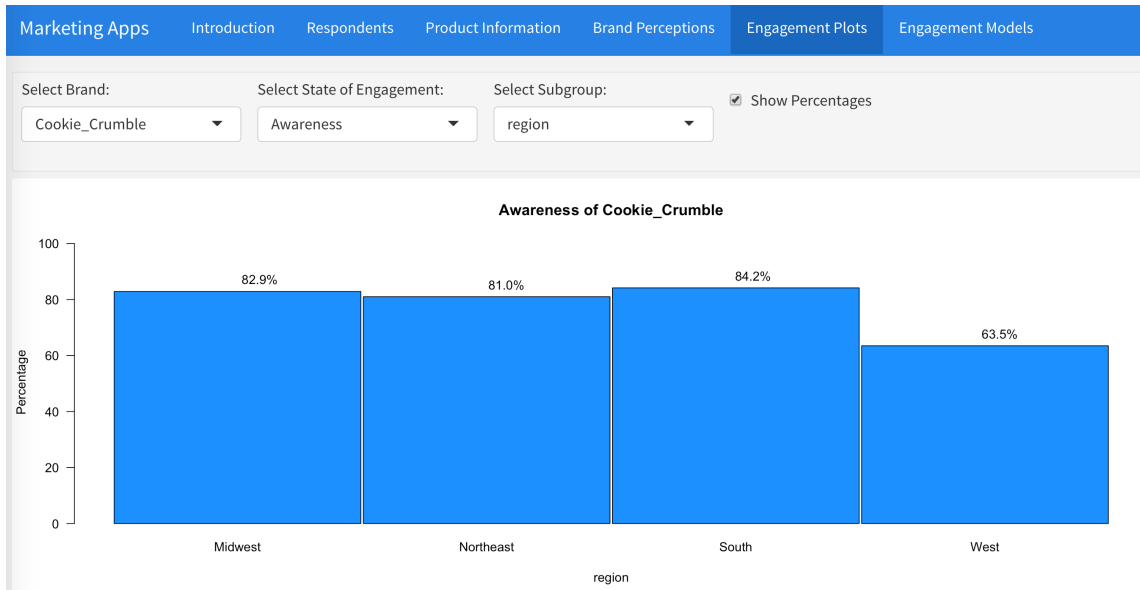 Marketing Apps Introduction Respondents Product Information Brand Perceptions Engagement Plots Engagement Models
Select Brand: Select State of Engagement: Select Subgroup:
Show Percentages
Cookie_Crumble Awareness region
Awareness of Cookie_Crumble
100
80
60
40
20
0
Percentage
82.9% 81.0% 84.2% 63.5%
Midwest Northeast South West
region